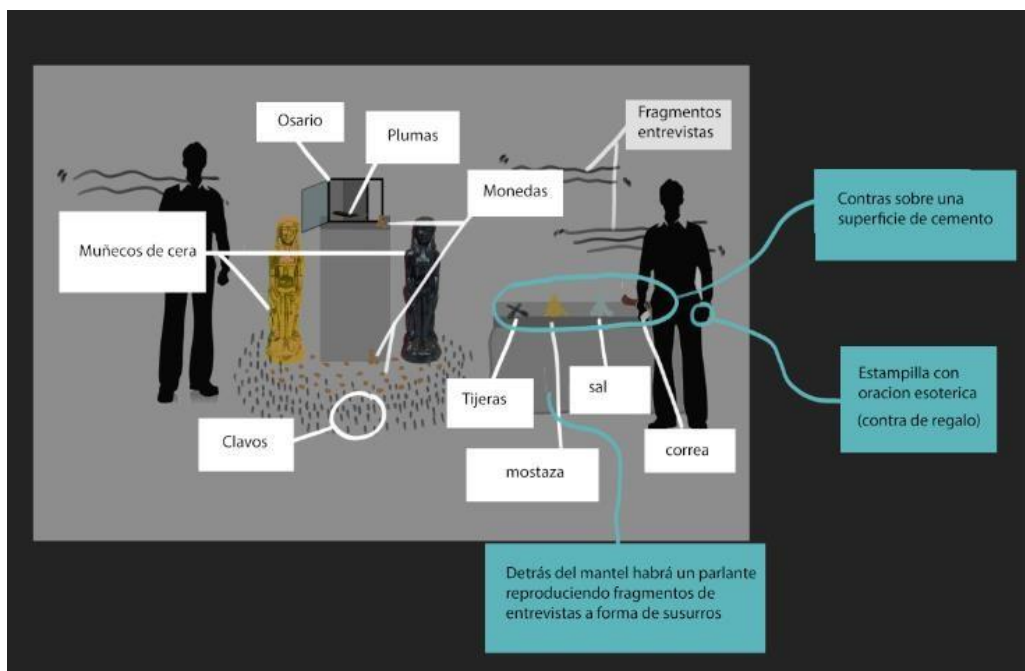 Osario
Plumas
Fragmentos
entrevistas
Monedas
Muñecos de cera
Contras sobre una
superficie de cemento
Tijeras
sal
Clavos
mostaza
correa
Estampilla con
oracion esoterica
(contra de regalo)
Detrás del mantel habrá un parlante
reproduciendo fragmentos de
entrevistas a forma de susurros